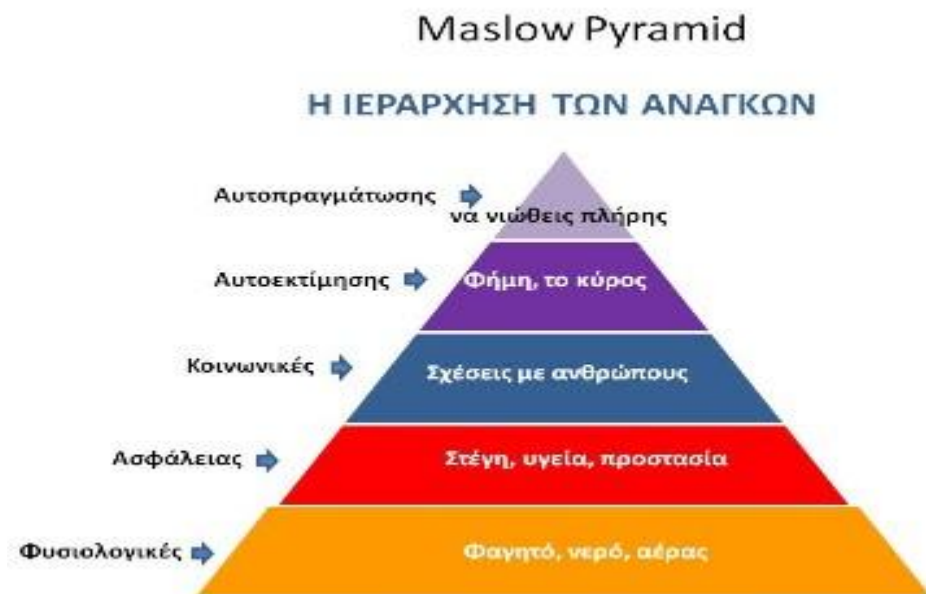 Maslow Pyramid
Η ΙΕΡΑΡΧΗΣΗ ΤΩΝ ΑΝΑΓΚΩΝ
Αυτοπραγμάτωσης
να νιώθεις πλήρης
Αυτοεκτίμησης
Φήμη, το κύρος
Κοινωνικές
Σχέσεις με ανθρώπους
Ασφάλειας
Στέγη, υγεία, προστασία
Φυσιολογικές
Φαγητό, νερό, αέρας